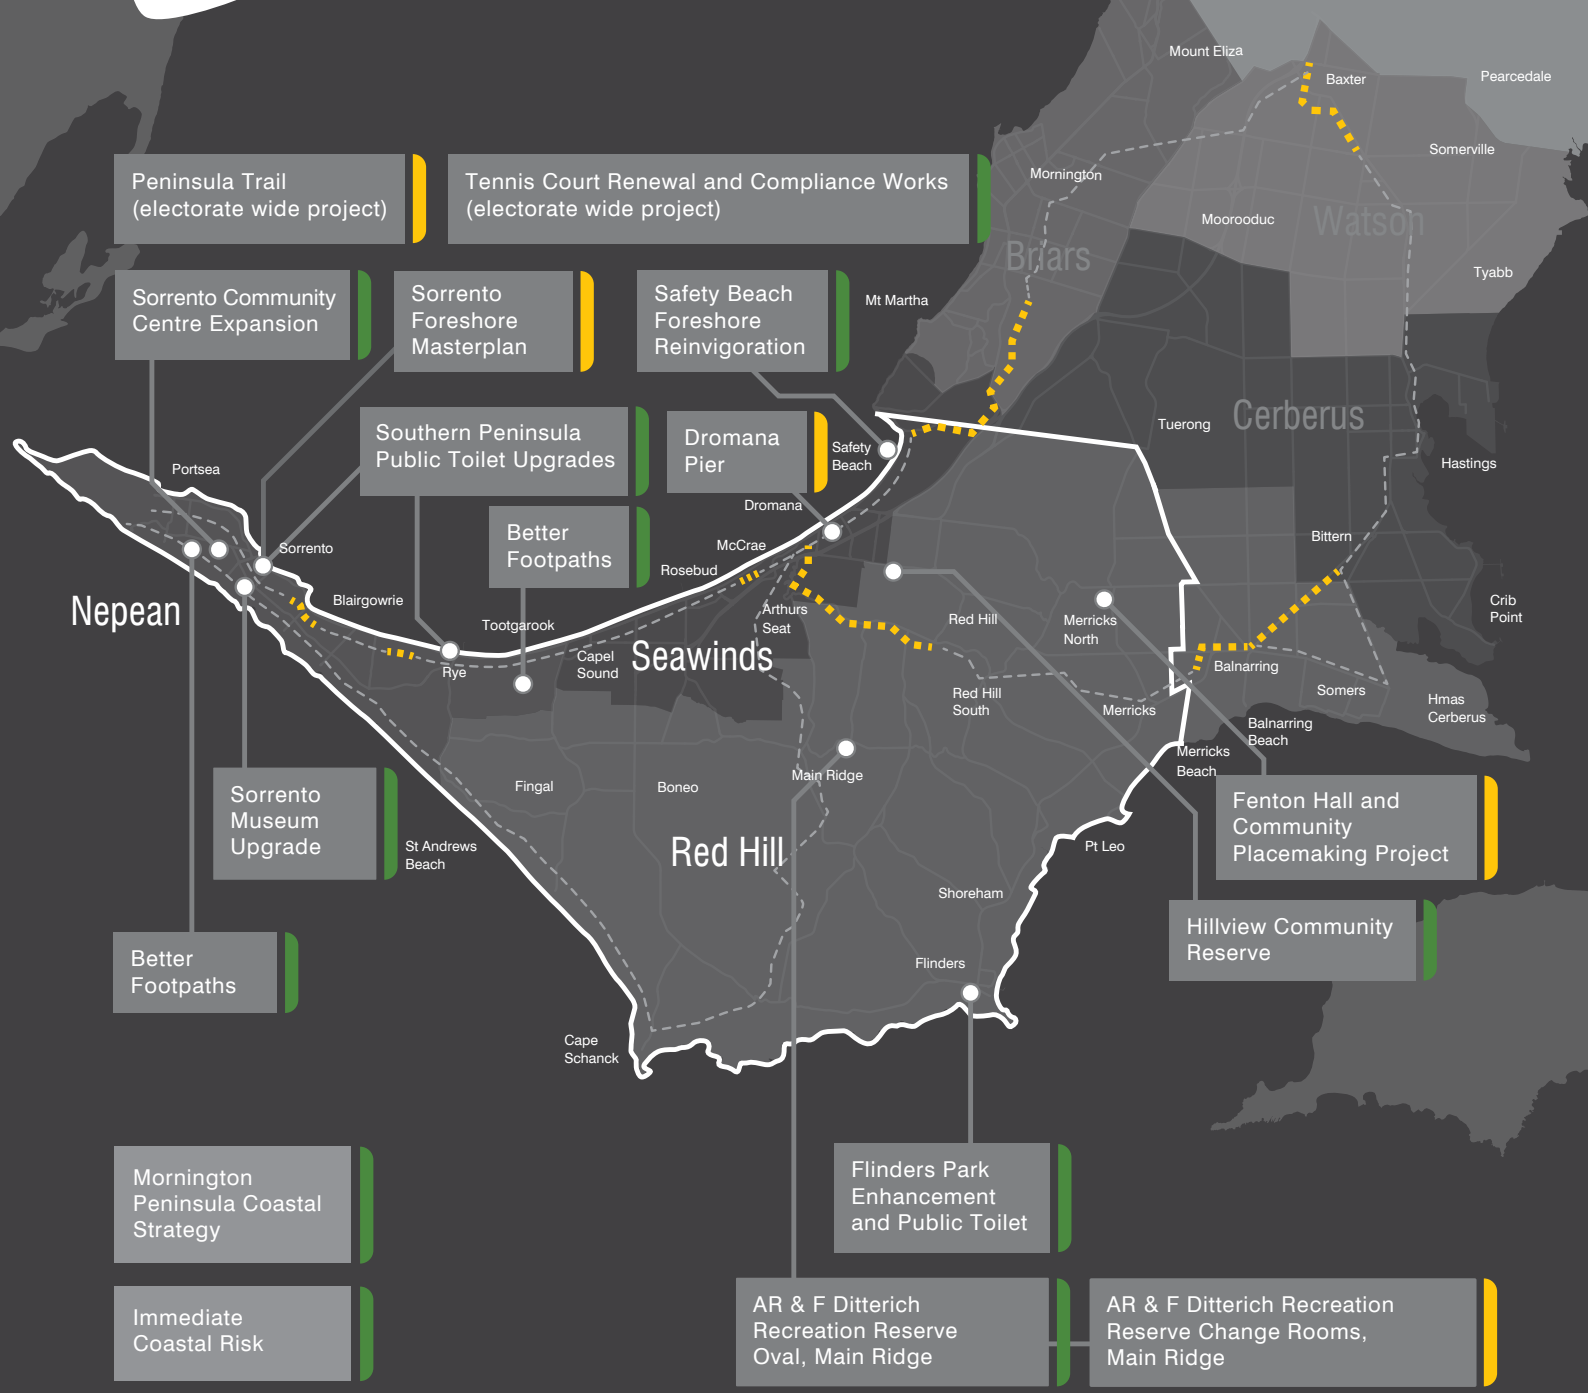 Mount Eliza
Baxter
Pearcedale
Somerville
Mornington
Moorooduc
Watson
Briars
Tyabb
Mt Martha
Peninsula Trail
(electorate wide project)
Tennis Court Renewal and Compliance Works
(electorate wide project)
Sorrento Community
Centre Expansion
Sorrento
Foreshore
Masterplan
Safety Beach
Foreshore
Reinvigoration
Southern Peninsula
Public Toilet Upgrades
Dromana
Pier
Safety
Beach
Tuerong
Cerberus
Hastings
Portsea
Dromana
Better
Footpaths
McCrae
Rosebud
Sorrento
Bittern
Nepean
Blairgowrie
Tootgarook
Arthurs
Seat
Red Hill
Merricks
North
Crib
Point
Rye
Capel
Sound
Seawinds
Balnarring
Somers
Red Hill
South
Merricks
Hmas
Cerberus
Balnarring
Beach
Merricks
Beach
Main Ridge
Fingal
Boneo
Sorrento
Museum
Upgrade
St Andrews
Beach
Red Hill
Pt Leo
Fenton Hall and
Community
Placemaking Project
Shoreham
Hillview Community
Reserve
Better
Footpaths
Flinders
Cape
Schanck
Mornington
Peninsula Coastal
Strategy
Flinders Park
Enhancement
and Public Toilet
Immediate
Coastal Risk
AR & F Ditterich
Recreation Reserve
Oval, Main Ridge
AR & F Ditterich Recreation
Reserve Change Rooms,
Main Ridge